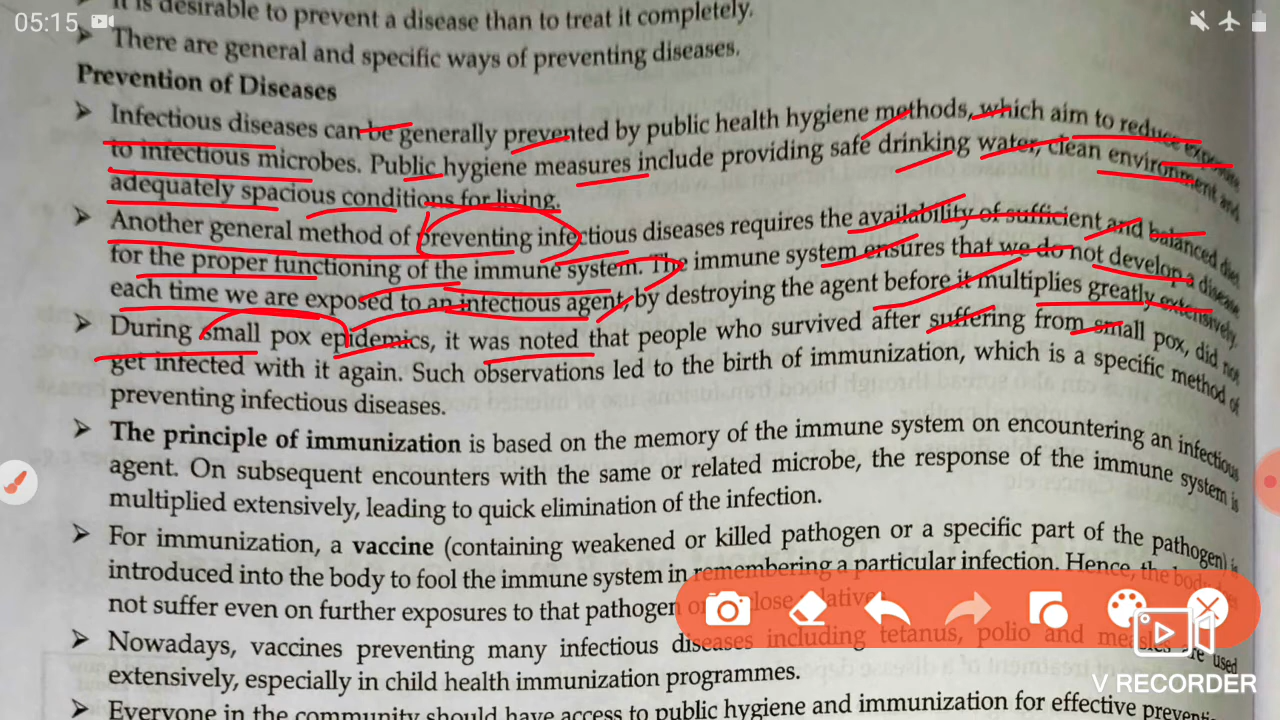 05:15
It is desirable to prevent a disease than to treat it completely.
➤ There are general and specific ways of preventing diseases.
Prevention of Diseases
➤ Infectious diseases can be generally prevented by public health hygiene methods, which aim to reduce exposure
to infectious microbes. Public hygiene measures include providing safe drinking water, clean environment and
adequately spacious conditions for living.
➤ Another general method of preventing infectious diseases requires the availability of sufficient and balanced diet
for the proper functioning of the immune system. The immune system ensures that we do not develop a disease
each time we are exposed to an infectious agent, by destroying the agent before it multiplies greatly extensively.
➤ During small pox epidemics, it was noted that people who survived after suffering from small pox, did not
get infected with it again. Such observations led to the birth of immunization, which is a specific method of
preventing infectious diseases.
➤ The principle of immunization is based on the memory of the immune system on encountering an infectious
agent. On subsequent encounters with the same or related microbe, the response of the immune system is
multiplied extensively, leading to quick elimination of the infection.
➤ For immunization, a vaccine (containing weakened or killed pathogen or a specific part of the pathogen) is
introduced into the body to fool the immune system in remembering a particular infection. Hence, the body
not suffer even on further exposures to that pathogen or close relative
➤ Nowadays, vaccines preventing many infectious diseases including tetanus, polio and measles are used
extensively, especially in child health immunization programmes.
➤ Everyone in the community should have access to public hygiene and immunization for effective
V RECORDER